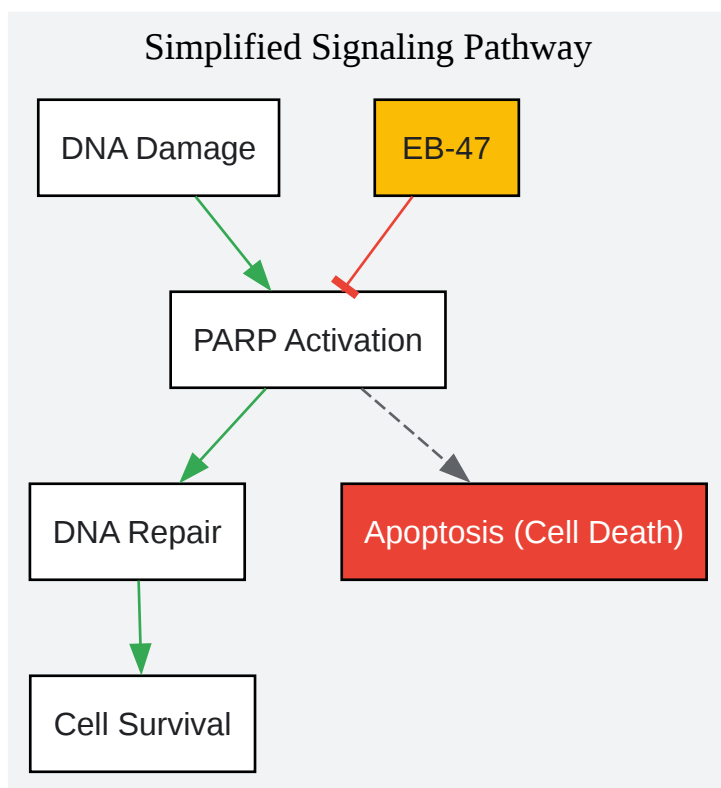 Simplified Signaling Pathway
DNA Damage
EB-47
PARP Activation
DNA Repair
Apoptosis (Cell Death)
Cell Survival